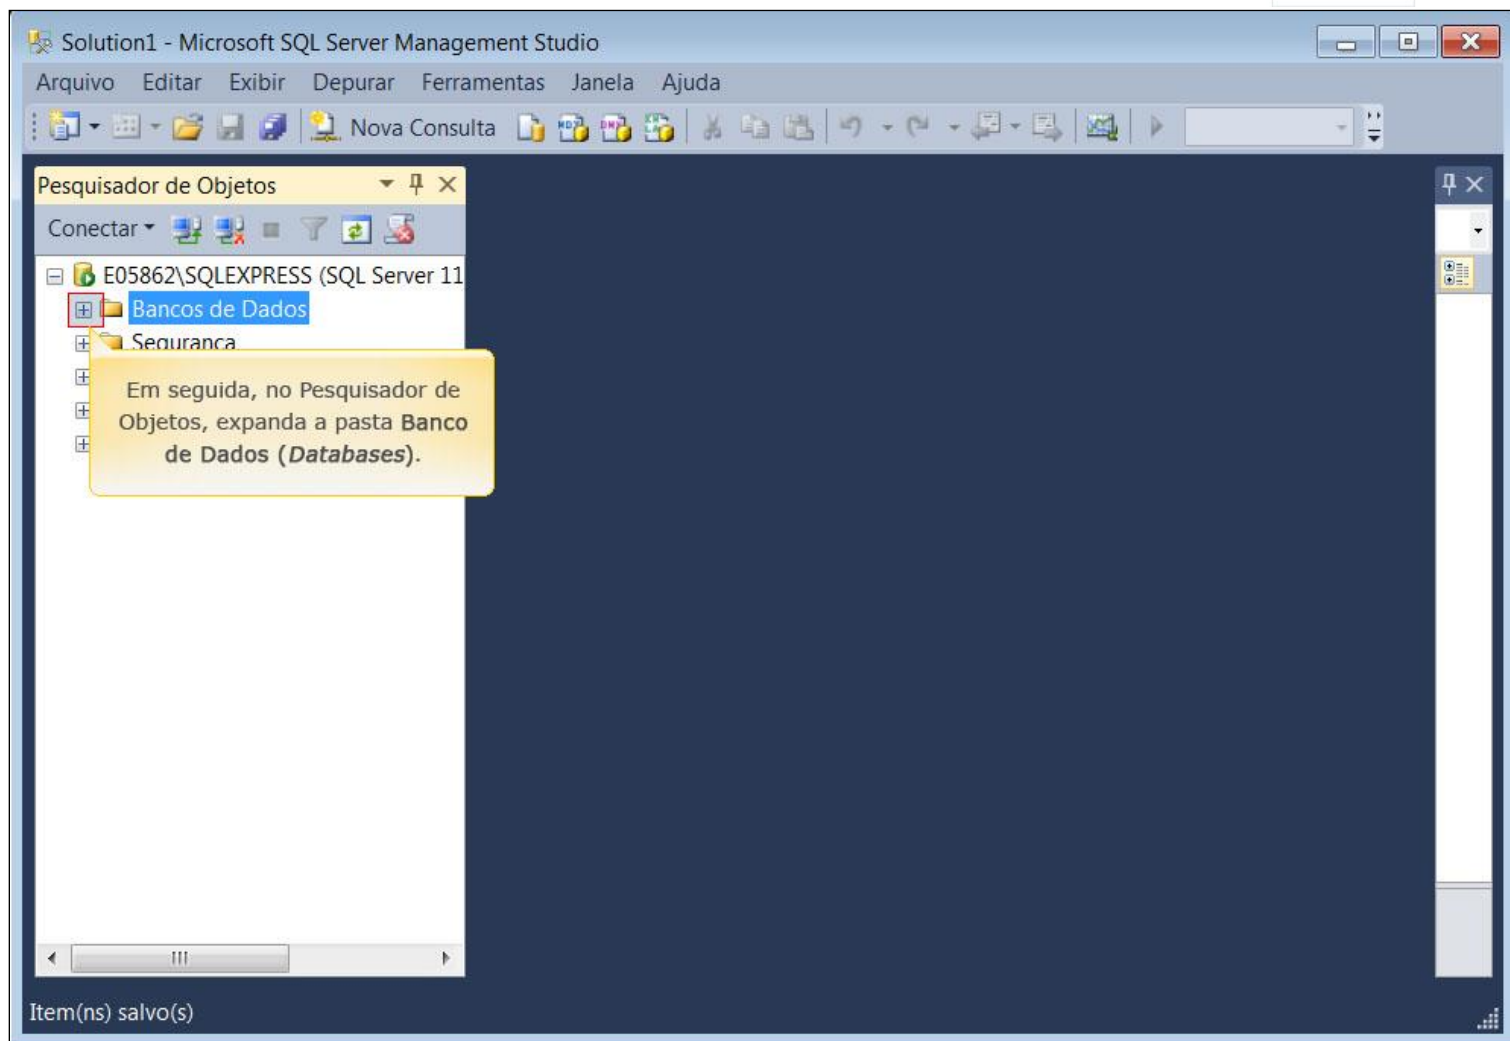 Solution1 - Microsoft SQL Server Management Studio
Arquivo Editar Exibir Depurar Ferramentas Janela Ajuda
Nova Consulta
Pesquisador de Objetos
Conectar
E05862\SQLEXPRESS (SQL Server 11
Bancos de Dados
Segurança
Em seguida, no Pesquisador de
Objetos, expanda a pasta Banco
de Dados (Databases).
Item(ns) salvo(s)